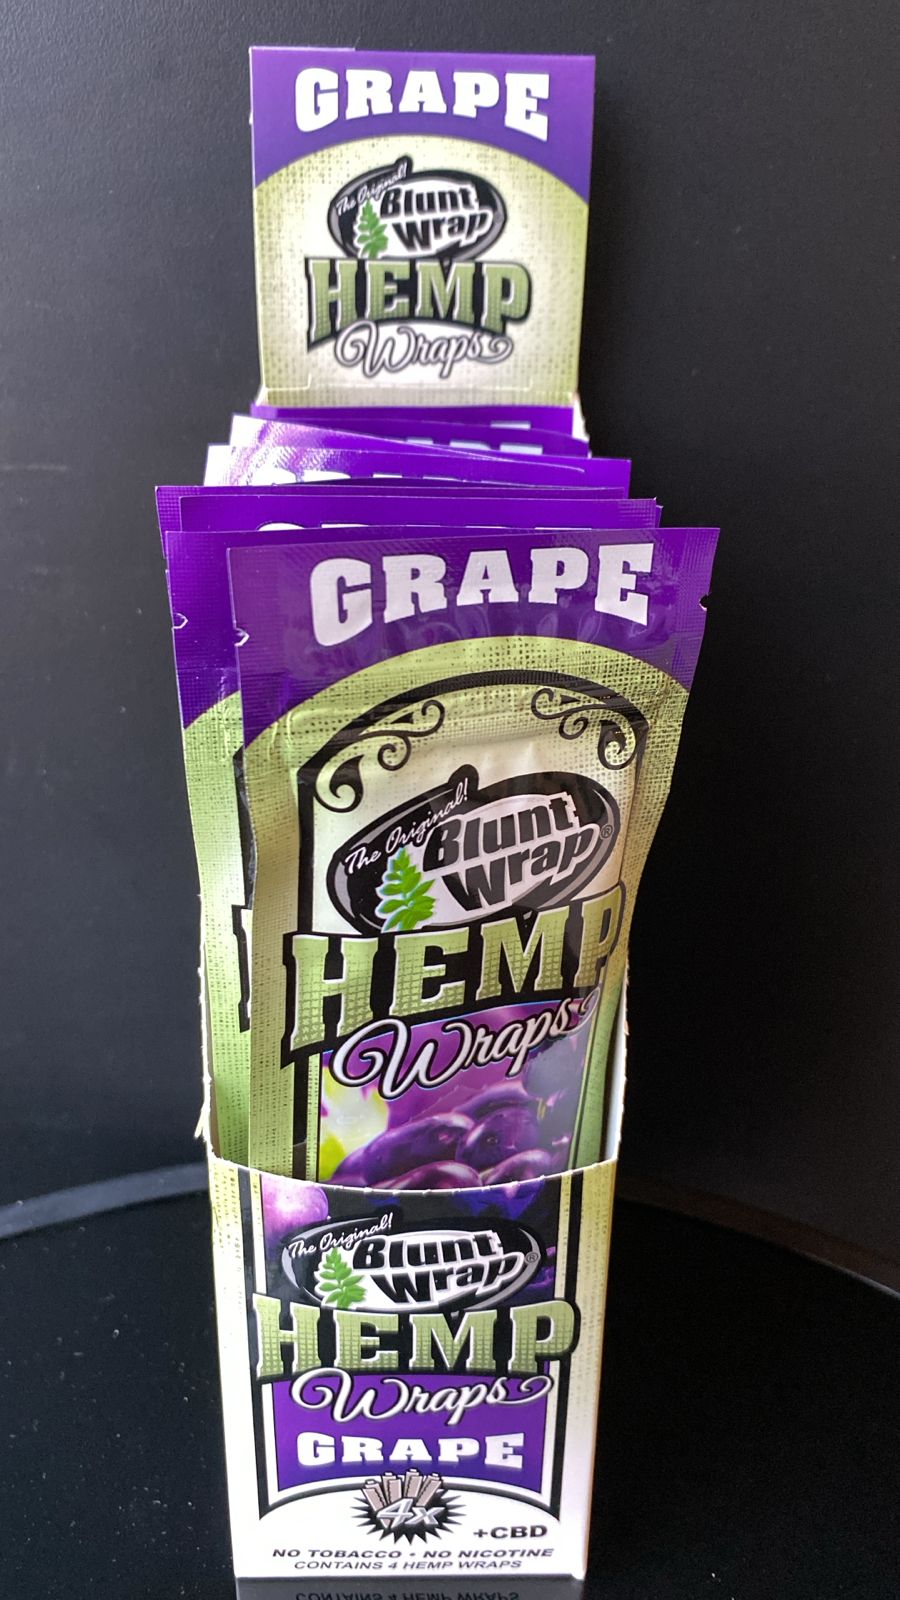 GRAPE
The Original!
Blunt
Wrap
HEMP
Wraps
GRAPE
The Original!
Blunt
Wrap®
HEMP
Wraps
The Original!
Blunt
Wrap®
HEMP
Wraps
GRAPE
4x
+CBD
NO TOBACCO • NO NICOTINE
CONTAINS 4 HEMP WRAPS